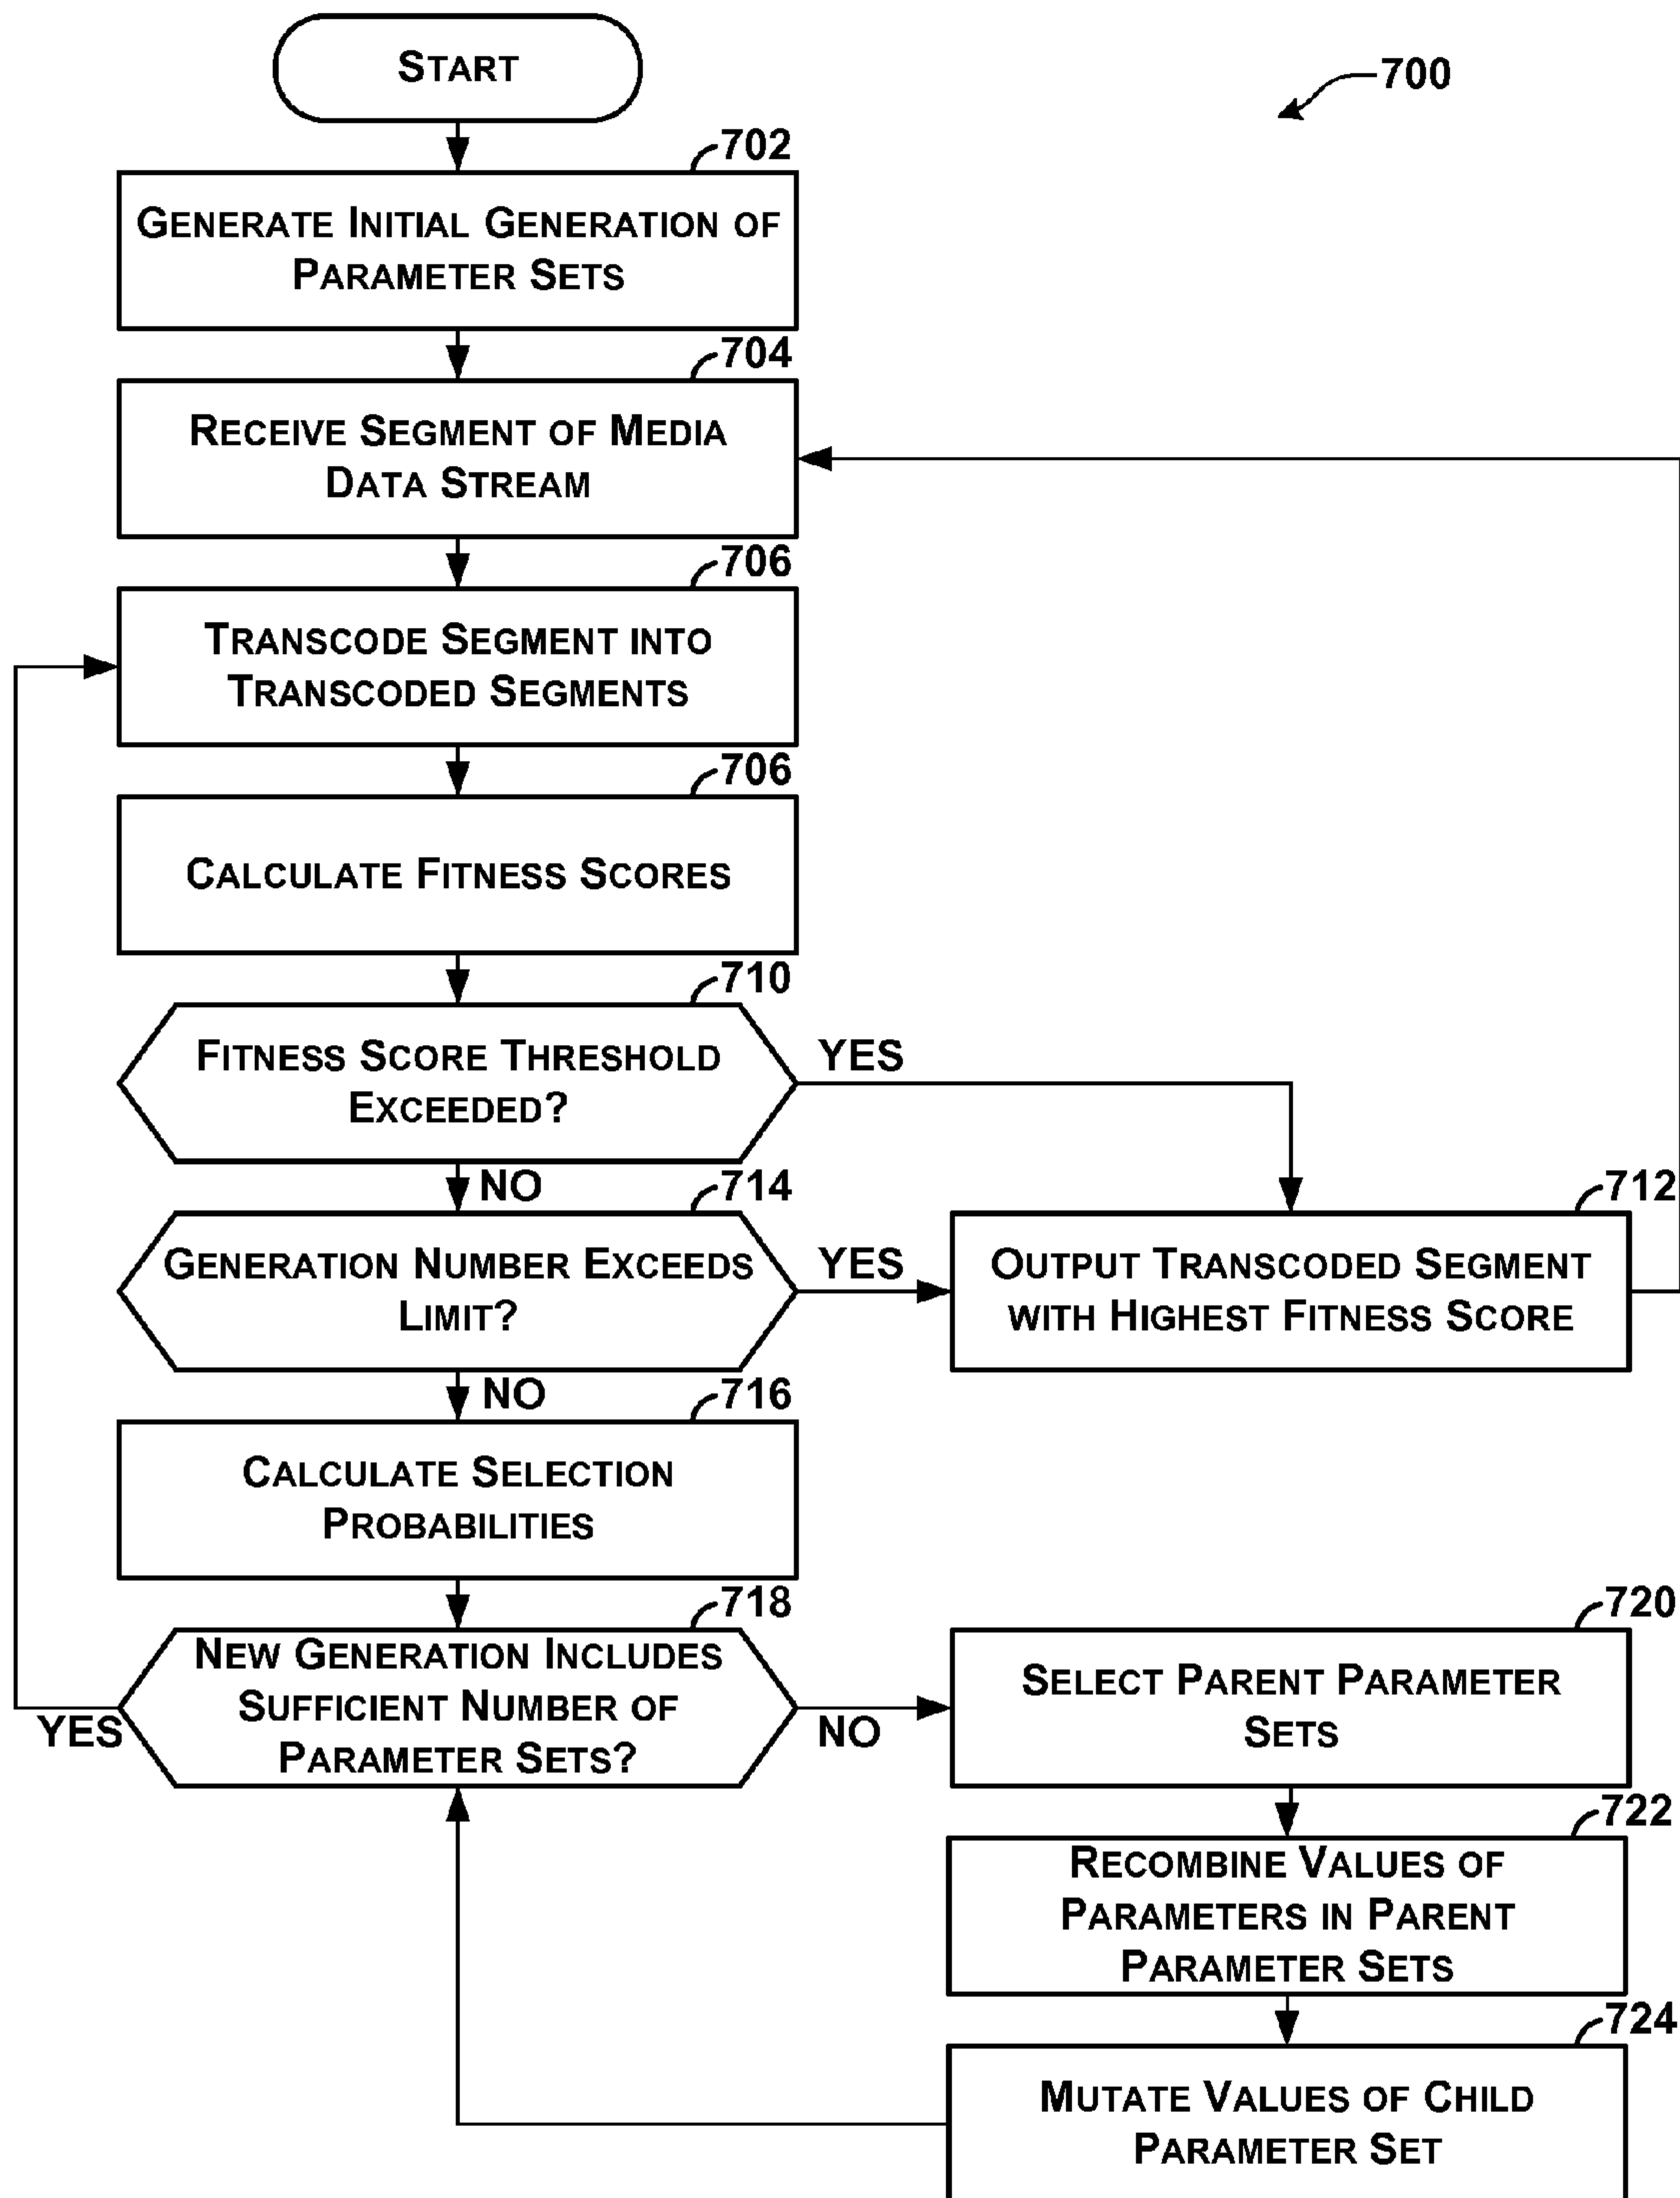 START
700
702
GENERATE INITIAL GENERATION OF
PARAMETER SETS
704
RECEIVE SEGMENT OF MEDIA
DATA STREAM
706
TRANSCODE SEGMENT INTO
TRANSCODED SEGMENTS
706
CALCULATE FITNESS SCORES
710
FITNESS SCORE THRESHOLD
EXCEEDED?
YES
NO
714
GENERATION NUMBER EXCEEDS
LIMIT?
YES
712
OUTPUT TRANSCODED SEGMENT
WITH HIGHEST FITNESS SCORE
NO
716
CALCULATE SELECTION
PROBABILITIES
718
NEW GENERATION INCLUDES
SUFFICIENT NUMBER OF
PARAMETER SETS?
YES
NO
720
SELECT PARENT PARAMETER
SETS
722
RECOMBINE VALUES OF
PARAMETERS IN PARENT
PARAMETER SETS
724
MUTATE VALUES OF CHILD
PARAMETER SET